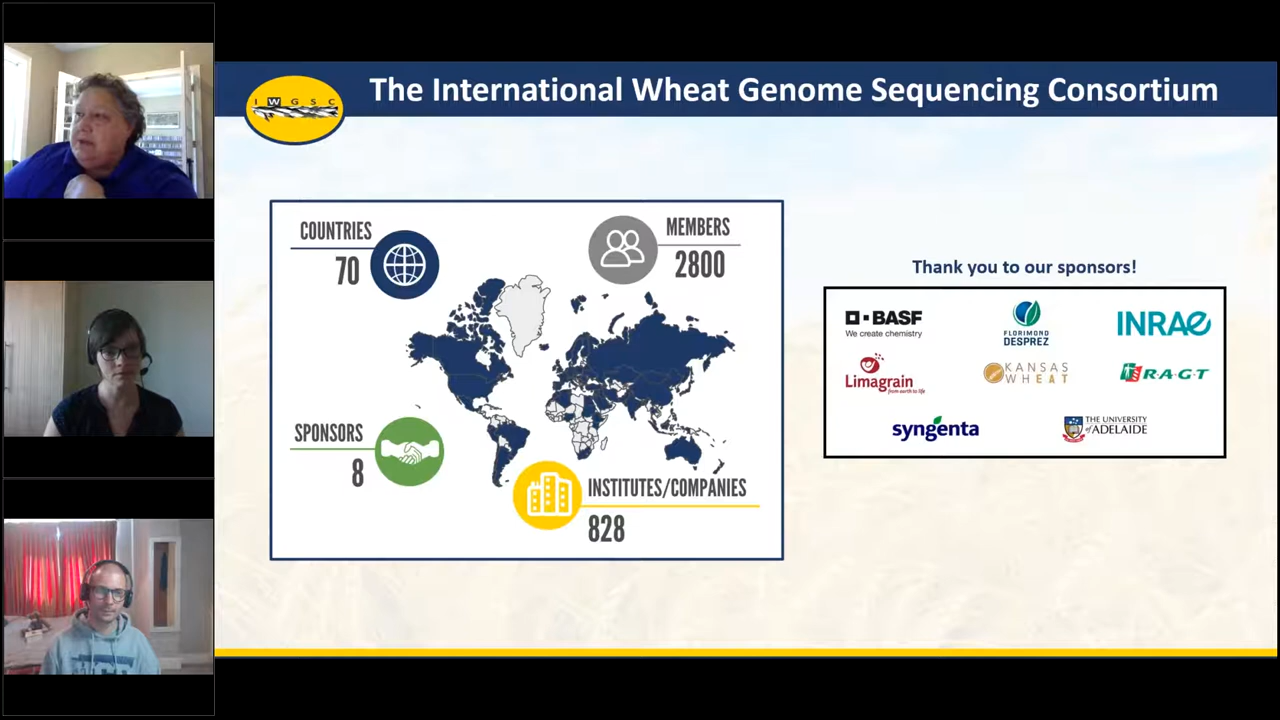 IWGSC
The International Wheat Genome Sequencing Consortium
COUNTRIES
70
MEMBERS
2800
SPONSORS
8
INSTITUTES/COMPANIES
828
Thank you to our sponsors!
BASF
We create chemistry
FLORIMOND
DESPREZ
INRAE
Limagrain
from earth to life
KANSAS
WHEAT
R·A·G·T
syngenta
THE UNIVERSITY
of ADELAIDE